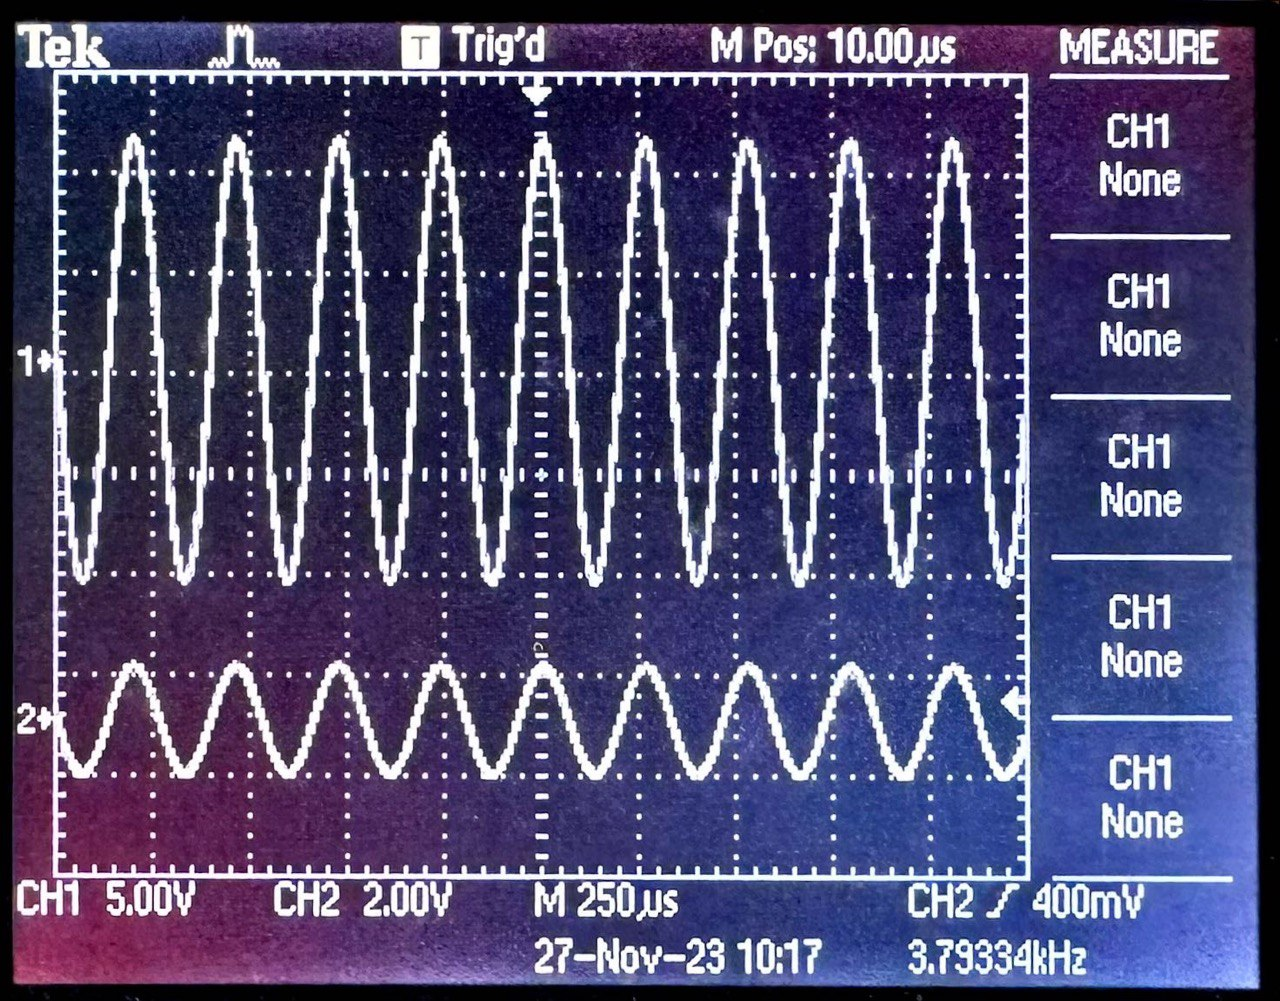 Tek T Trig'd M Pos: 10.00µs MEASURE
CH1
None
CH1
None
1
CH1
None
CH1
None
2
CH1
None
CH1 5.00V CH2 2.00V M 250µs CH2 400mV
27-Nov-23 10:17 3.79334kHz